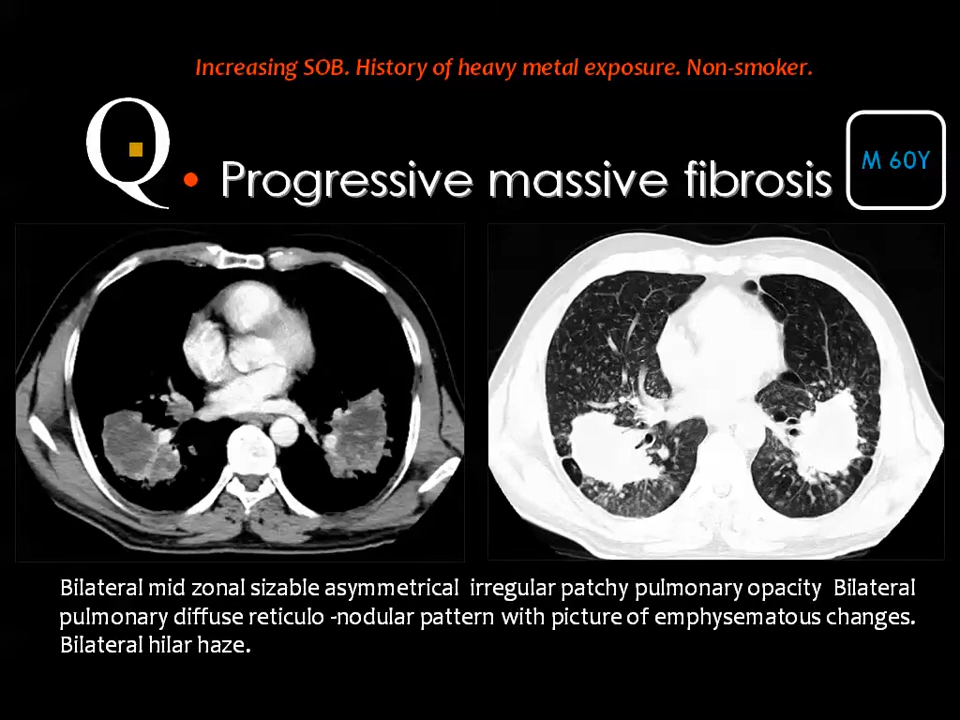 Increasing SOB. History of heavy metal exposure. Non-smoker.
Q
• Progressive massive fibrosis
M 60Y
Bilateral mid zonal sizable asymmetrical irregular patchy pulmonary opacity Bilateral
pulmonary diffuse reticulo -nodular pattern with picture of emphysematous changes.
Bilateral hilar haze.